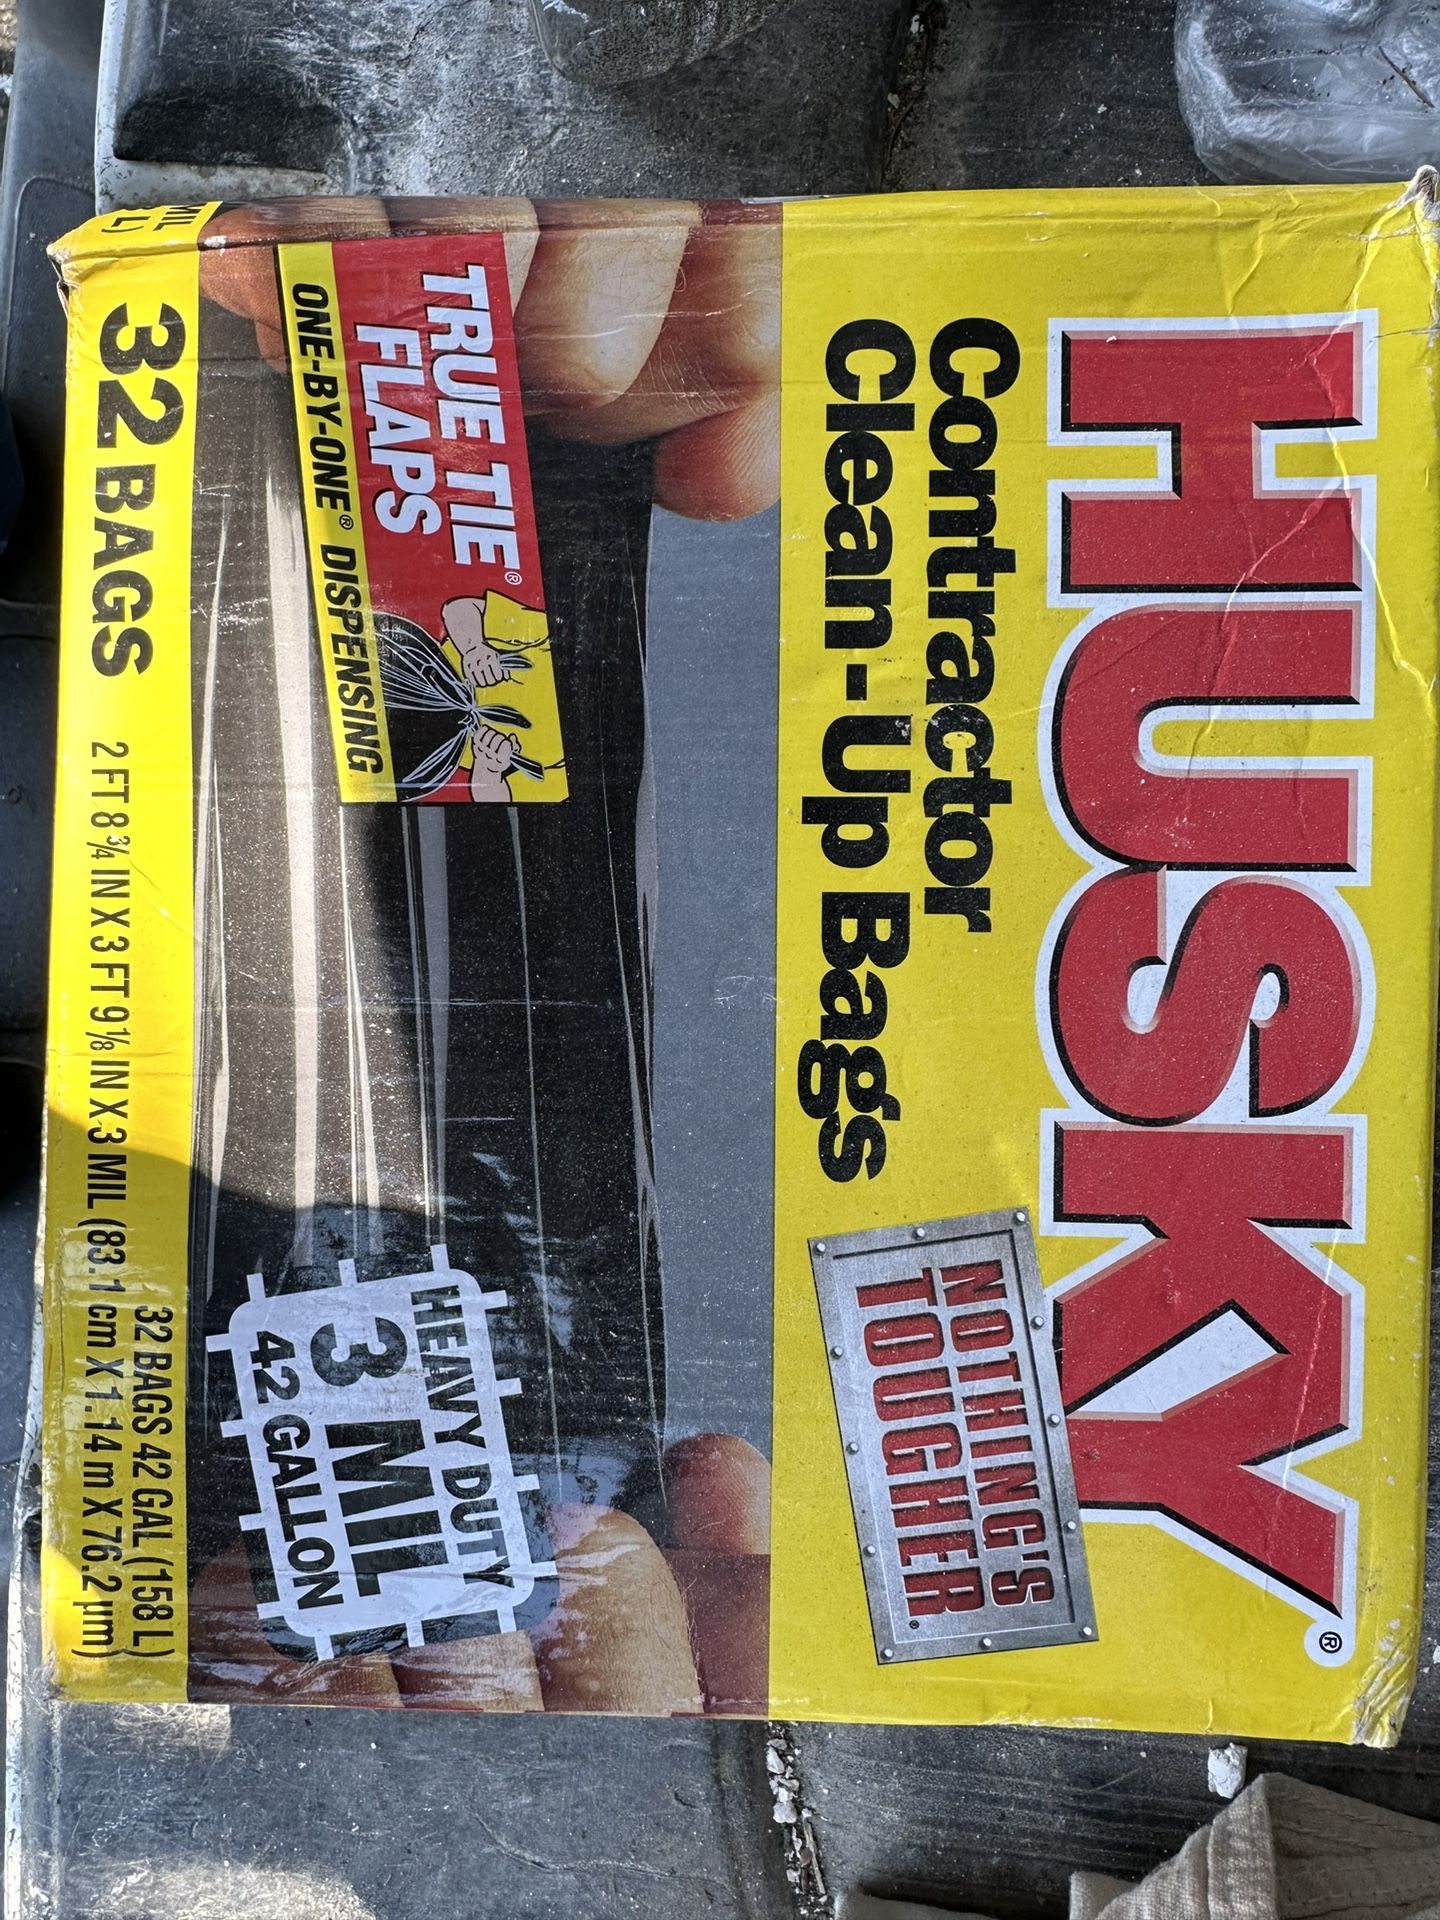 HUSKY®
Contractor
Clean-Up Bags
NOTHING'S
TOUGHER®
TRUE TIE®
FLAPS
ONE-BY-ONE® DISPENSING
HEAVY DUTY
3 MIL
42 GALLON
32 BAGS
32 BAGS 42 GAL (158 L)
2 FT 8 ¾ IN X 3 FT 9 ⅛ IN X 3 MIL (83.1 cm X 1.14 m X 76.2 µm)
MIL
L)